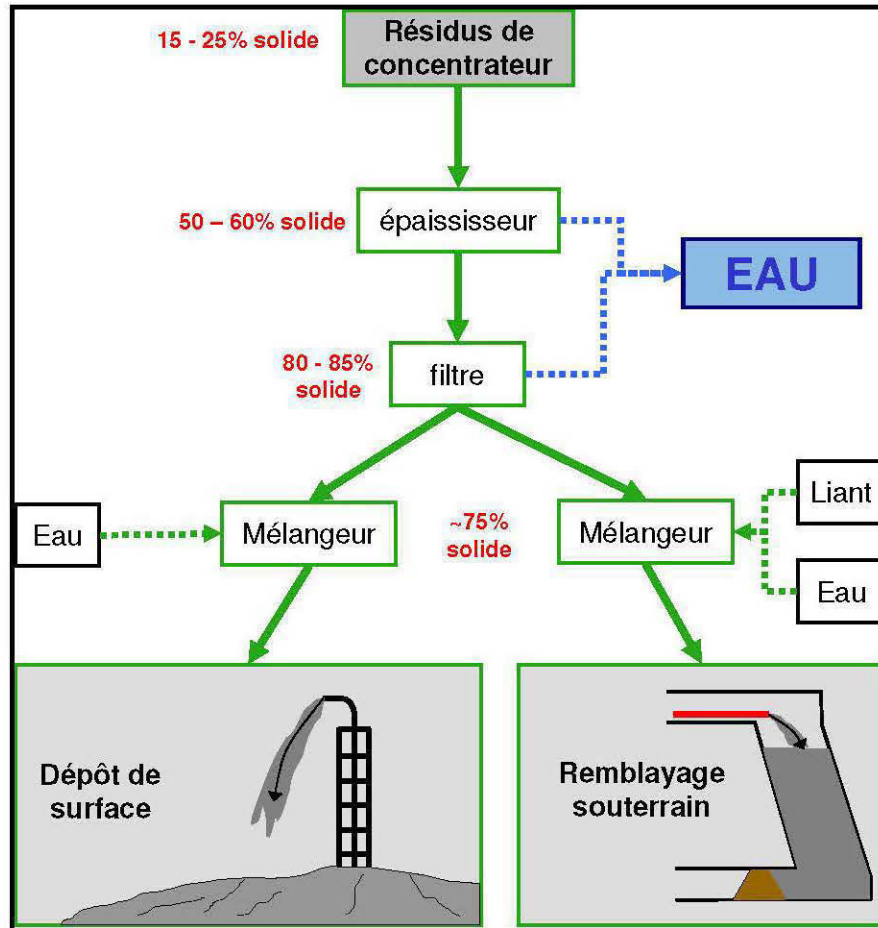 15 - 25% solide
Résidus de
concentrateur
50 – 60% solide
épaississeur
EAU
80 - 85%
solide
filtre
Eau
Mélangeur
~75%
solide
Mélangeur
Liant
Eau
Dépôt de
surface
Remblayage
souterrain